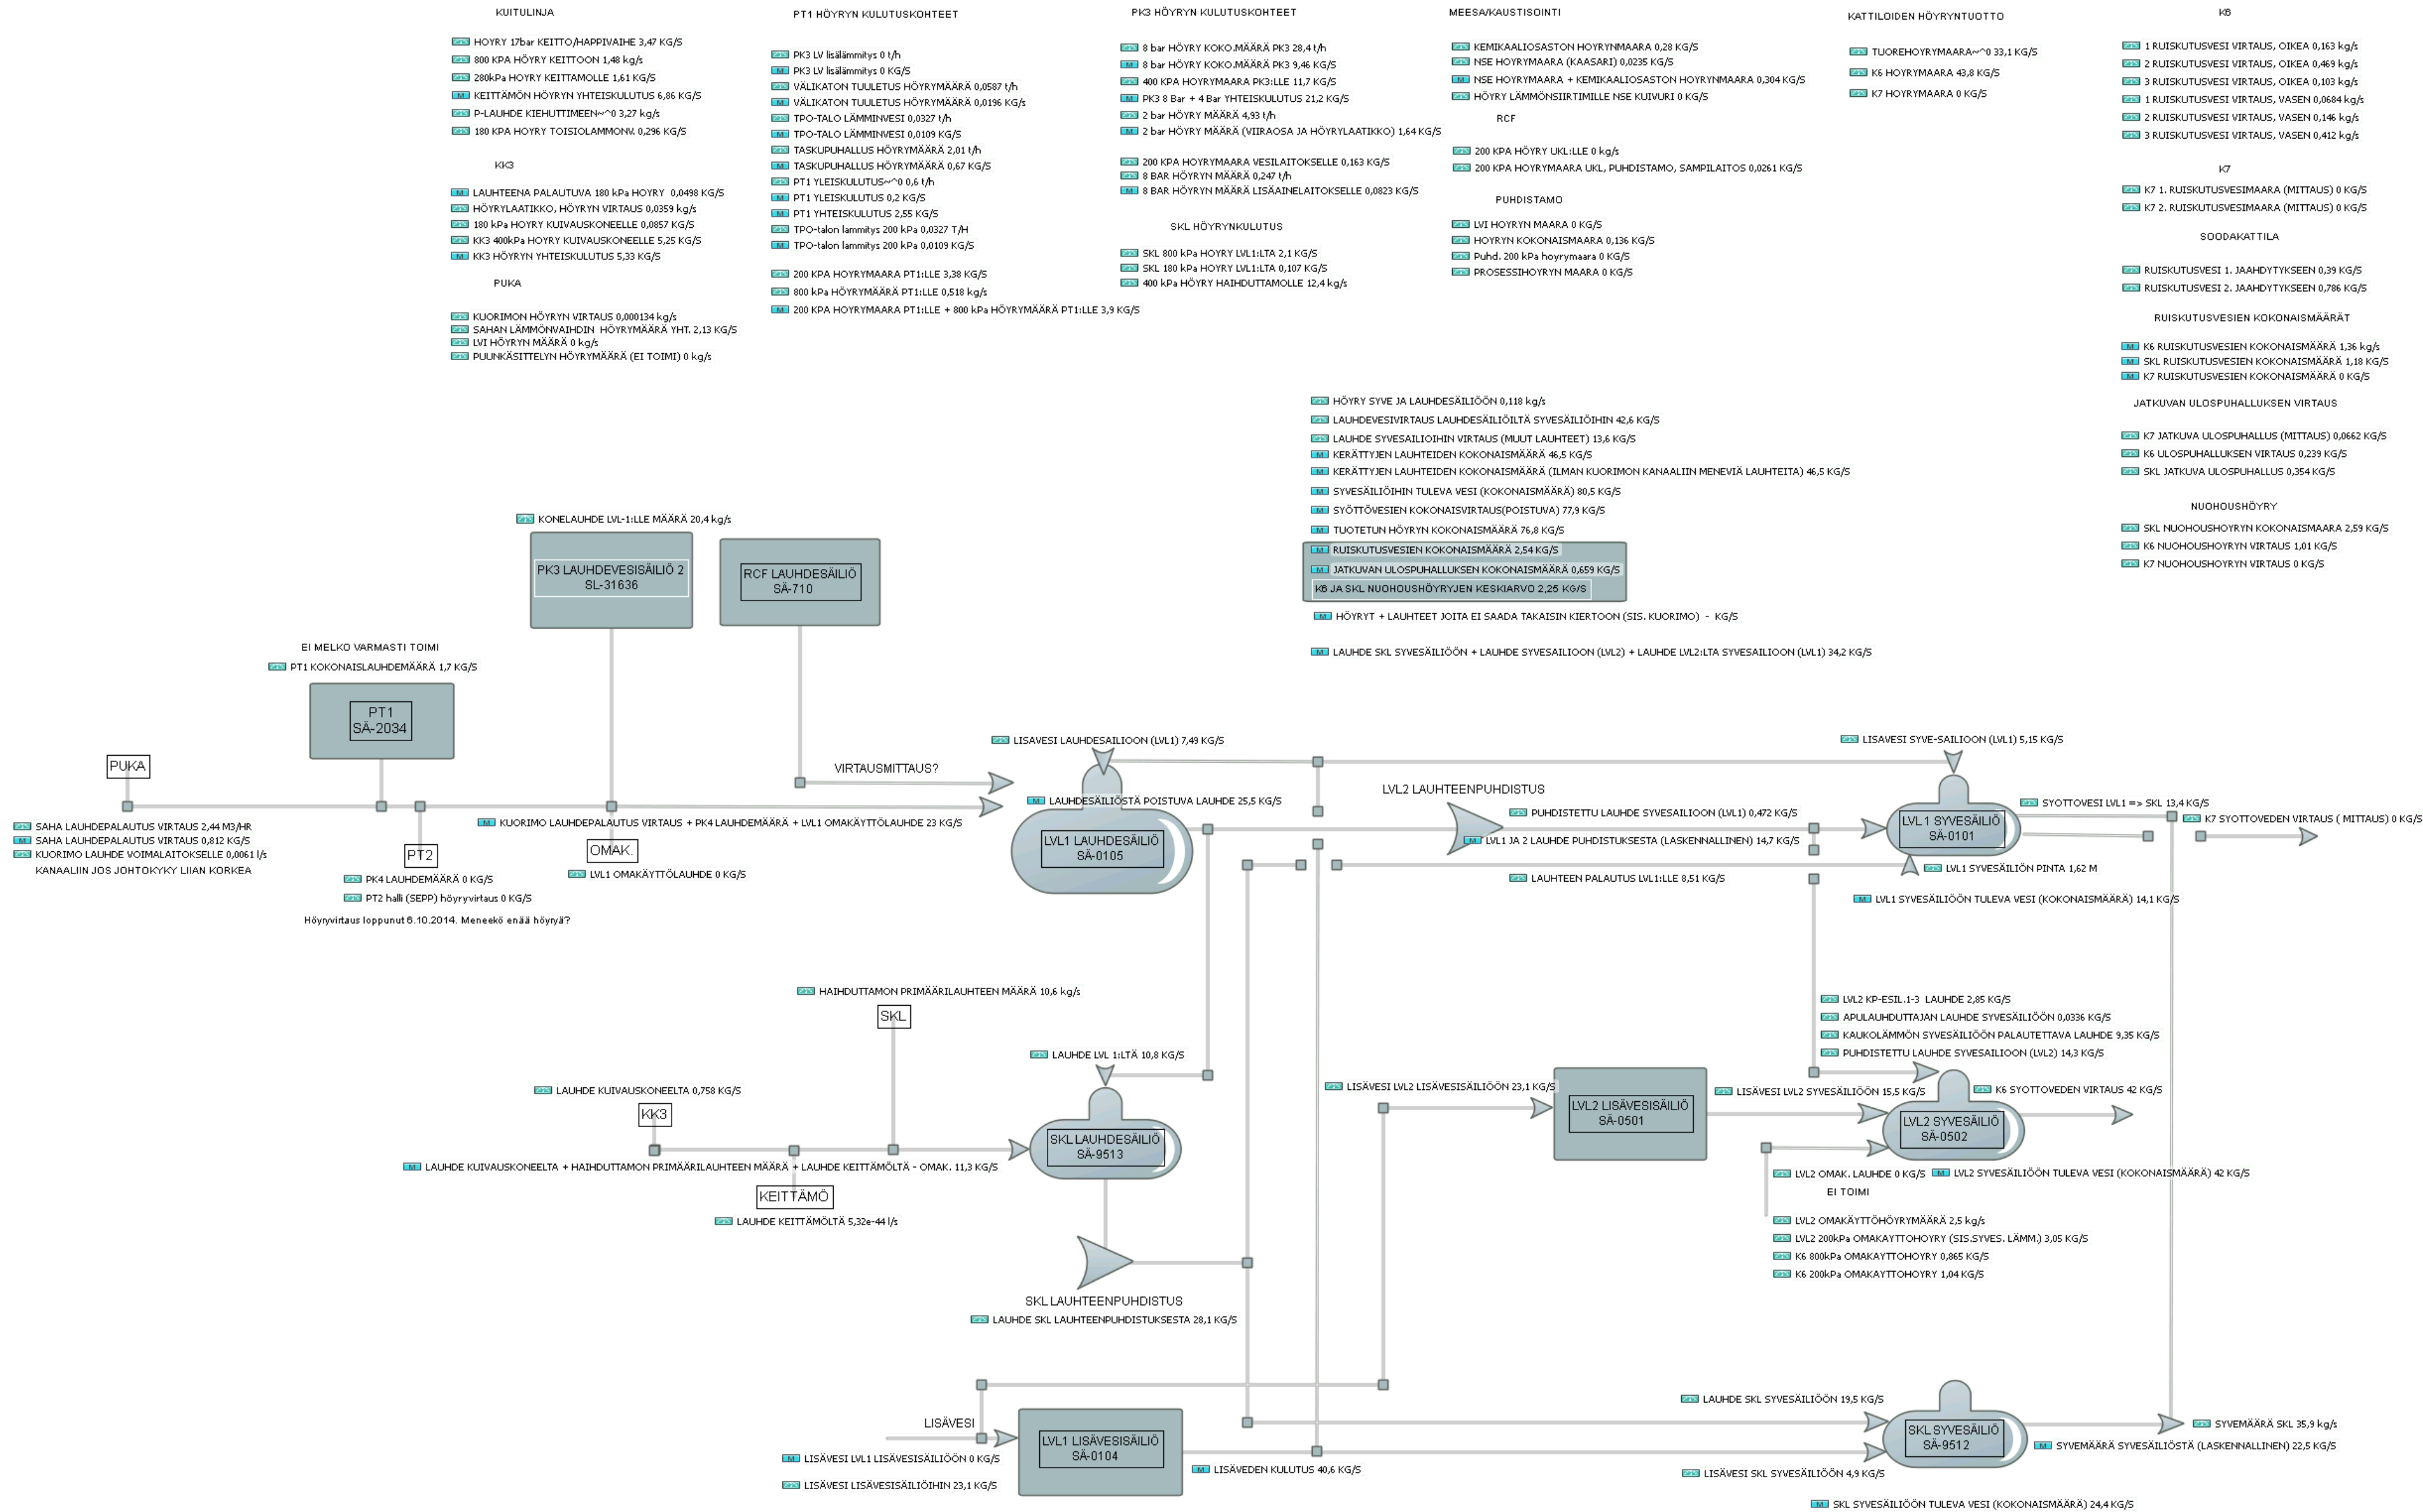 KUITULINJA
HOYRY 17bar KEITTO/HAPPIVAIHE 3,47 KG/S
800 KPA HÖYRY KEITTOON 1,48 kg/s
280kPa HOYRY KEITTAMOLLE 1,61 KG/S
KEITTÄMÖN HÖYRYN YHTEISKULUTUS 6,86 KG/S
P-LAUHDE KIEHUTTIMEEN~^0 3,27 kg/s
180 KPA HOYRY TOISIOLAMMONV. 0,296 KG/S
KK3
LAUHTEENA PALAUTUVA 180 kPa HOYRY 0,0498 KG/S
HÖYRYLAATIKKO, HÖYRYN VIRTAUS 0,0359 kg/s
180 kPa HÖYRY KUIVAUSKONEELLE 0,0857 KG/S
KK3 400kPa HOYRY KUIVAUSKONEELLE 5,25 KG/S
KK3 HÖYRYN YHTEISKULUTUS 5,33 KG/S
PUKA
KUORIMON HÖYRYN VIRTAUS 0,000134 kg/s
SAHAN LÄMMÖNVAIHDIN HÖYRYMÄÄRÄ YHT. 2,13 KG/S
LVI HÖYRYN MÄÄRÄ 0 kg/s
PUUNKÄSITTELYN HÖYRYMÄÄRÄ (EI TOIMI) 0 kg/s
PT1 HÖYRYN KULUTUSKOHTEET
PK3 LV lisälämmitys 0 t/h
PK3 LV lisälämmitys 0 KG/S
VÄLIKATON TUULETUS HÖYRYMÄÄRÄ 0,0587 t/h
VÄLIKATON TUULETUS HÖYRYMÄÄRÄ 0,0196 KG/s
TPO-TALO LÄMMINVESI 0,0327 t/h
TPO-TALO LÄMMINVESI 0,0109 KG/S
TASKUPUHALLUS HÖYRYMÄÄRÄ 2,01 t/h
TASKUPUHALLUS HÖYRYMÄÄRÄ 0,67 KG/S
PT1 YLEISKULUTUS~^0 0,6 t/h
PT1 YLEISKULUTUS 0,2 KG/S
PT1 YHTEISKULUTUS 2,55 KG/S
TPO-talon lammitys 200 kPa 0,0327 T/H
TPO-talon lammitys 200 kPa 0,0109 KG/S
200 KPA HOYRYMAARA PT1:LLE 3,38 KG/S
800 kPa HÖYRYMÄÄRÄ PT1:LLE 0,518 kg/s
200 KPA HOYRYMAARA PT1:LLE + 800 kPa HÖYRYMÄÄRÄ PT1:LLE 3,9 KG/S
PK3 HÖYRYN KULUTUSKOHTEET
8 bar HÖYRY KOKO.MÄÄRÄ PK3 28,4 t/h
8 bar HÖYRY KOKO.MÄÄRÄ PK3 9,46 KG/S
400 KPA HOYRYMAARA PK3:LLE 11,7 KG/S
PK3 8 Bar + 4 Bar YHTEISKULUTUS 21,2 KG/S
2 bar HÖYRY MÄÄRÄ 4,93 t/h
2 bar HÖYRY MÄÄRÄ (VIIRAOSA JA HÖYRYLAATIKKO) 1,64 KG/S
200 KPA HOYRYMAARA VESILAITOKSELLE 0,163 KG/S
8 BAR HÖYRYN MÄÄRÄ 0,247 t/h
8 BAR HÖYRYN MÄÄRÄ LISÄAINELAITOKSELLE 0,0823 KG/S
SKL HÖYRYNKULUTUS
SKL 800 kPa HOYRY LVL1:LTA 2,1 KG/S
SKL 180 kPa HOYRY LVL1:LTA 0,107 KG/S
400 kPa HÖYRY HAIHDUTTAMOLLE 12,4 kg/s
MEESA/KAUSTISOINTI
KEMIKAALIOSASTON HOYRYNMAARA 0,28 KG/S
NSE HOYRYMAARA (KAASARI) 0,0235 KG/S
NSE HOYRYMAARA + KEMIKAALIOSASTON HOYRYNMAARA 0,304 KG/S
HÖYRY LÄMMÖNSIIRTIMILLE NSE KUIVURI 0 KG/S
RCF
200 KPA HÖYRY UKL:LLE 0 kg/s
200 KPA HOYRYMAARA UKL, PUHDISTAMO, SAMPILAITOS 0,0261 KG/S
PUHDISTAMO
LVI HOYRYN MAARA 0 KG/S
HOYRYN KOKONAISMAARA 0,136 KG/S
Puhd. 200 kPa hoyrymaara 0 KG/S
PROSESSIHOYRYN MAARA 0 KG/S
KATTILOIDEN HÖYRYNTUOTTO
TUOREHOYRYMAARA~^0 33,1 KG/S
K6 HOYRYMAARA 43,8 KG/S
K7 HOYRYMAARA 0 KG/S
K6
1 RUISKUTUSVESI VIRTAUS, OIKEA 0,163 kg/s
2 RUISKUTUSVESI VIRTAUS, OIKEA 0,469 kg/s
3 RUISKUTUSVESI VIRTAUS, OIKEA 0,103 kg/s
1 RUISKUTUSVESI VIRTAUS, VASEN 0,0684 kg/s
2 RUISKUTUSVESI VIRTAUS, VASEN 0,146 kg/s
3 RUISKUTUSVESI VIRTAUS, VASEN 0,412 kg/s
K7
K7 1. RUISKUTUSVESIMAARA (MITTAUS) 0 KG/S
K7 2. RUISKUTUSVESIMAARA (MITTAUS) 0 KG/S
SOODAKATTILA
RUISKUTUSVESI 1. JAAHDYTYKSEEN 0,39 KG/S
RUISKUTUSVESI 2. JAAHDYTYKSEEN 0,786 KG/S
RUISKUTUSVESIEN KOKONAISMÄÄRÄT
K6 RUISKUTUSVESIEN KOKONAISMÄÄRÄ 1,36 kg/s
SKL RUISKUTUSVESIEN KOKONAISMÄÄRÄ 1,18 KG/S
K7 RUISKUTUSVESIEN KOKONAISMÄÄRÄ 0 KG/S
JATKUVAN ULOSPUHALLUKSEN VIRTAUS
K7 JATKUVA ULOSPUHALLUS (MITTAUS) 0,0662 KG/S
K6 ULOSPUHALLUKSEN VIRTAUS 0,239 KG/S
SKL JATKUVA ULOSPUHALLUS 0,354 KG/S
NUOHOUSHÖYRY
SKL NUOHOUSHOYRYN KOKONAISMAARA 2,59 KG/S
K6 NUOHOUSHOYRYN VIRTAUS 1,01 KG/S
K7 NUOHOUSHOYRYN VIRTAUS 0 KG/S
HÖYRY SYVE JA LAUHDESÄILIÖÖN 0,118 kg/s
LAUHDEVESIVIRTAUS LAUHDESÄILIÖILTÄ SYVESÄILIÖIHIN 42,6 KG/S
LAUHDE SYVESAILIOIHIN VIRTAUS (MUUT LAUHTEET) 13,6 KG/S
KERÄTTYJEN LAUHTEIDEN KOKONAISMÄÄRÄ 46,5 KG/S
KERÄTTYJEN LAUHTEIDEN KOKONAISMÄÄRÄ (ILMAN KUORIMON KANAALIIN MENEVIÄ LAUHTEITA) 46,5 KG/S
SYVESÄILIÖIHIN TULEVA VESI (KOKONAISMÄÄRÄ) 80,5 KG/S
SYÖTTÖVESIEN KOKONAISVIRTAUS(POISTUVA) 77,9 KG/S
TUOTETUN HÖYRYN KOKONAISMÄÄRÄ 76,8 KG/S
RUISKUTUSVESIEN KOKONAISMÄÄRÄ 2,54 KG/S
JATKUVAN ULOSPUHALLUKSEN KOKONAISMÄÄRÄ 0,659 KG/S
K6 JA SKL NUOHOUSHÖYRYJEN KESKIARVO 2,25 KG/S
HÖYRYT + LAUHTEET JOITA EI SAADA TAKAISIN KIERTOON (SIS. KUORIMO) - KG/S
LAUHDE SKL SYVESÄILIÖÖN + LAUHDE SYVESAILIOON (LVL2) + LAUHDE LVL2:LTA SYVESAILIOON (LVL1) 34,2 KG/S
KONELAUHDE LVL-1:LLE MÄÄRÄ 20,4 kg/s
PK3 LAUHDEVESISÄILIÖ 2
SL-31636
RCF LAUHDESÄILIÖ
SÄ-710
EI MELKO VARMASTI TOIMI
PT1 KOKONAISLAUHDEMÄÄRÄ 1,7 KG/S
PT1
SÄ-2034
PUKA
SAHA LAUHDEPALAUTUS VIRTAUS 2,44 M3/HR
SAHA LAUHDEPALAUTUS VIRTAUS 0,812 KG/S
KUORIMO LAUHDE VOIMALAITOKSELLE 0,0061 l/s
KANAALIIN JOS JOHTOKYKY LIIAN KORKEA
PT2
PK4 LAUHDEMÄÄRÄ 0 KG/S
PT2 halli (SEPP) höyryvirtaus 0 KG/S
Höyryvirtaus loppunut 6.10.2014. Meneekö enää höyryä?
KUORIMO LAUHDEPALAUTUS VIRTAUS + PK4 LAUHDEMÄÄRÄ + LVL1 OMAKÄYTTÖLAUHDE 23 KG/S
OMAK.
LVL1 OMAKÄYTTÖLAUHDE 0 KG/S
VIRTAUSMITTAUS?
LISAVESI LAUHDESAILIOON (LVL1) 7,49 KG/S
LAUHDESÄILIÖSTÄ POISTUVA LAUHDE 25,5 KG/S
LVL1 LAUHDESÄILIÖ
SÄ-0105
LVL2 LAUHTEENPUHDISTUS
PUHDISTETTU LAUHDE SYVESAILIOON (LVL1) 0,472 KG/S
LVL1 JA 2 LAUHDE PUHDISTUKSESTA (LASKENNALLINEN) 14,7 KG/S
LAUHTEEN PALAUTUS LVL1:LLE 8,51 KG/S
LISAVESI SYVE-SAILIOON (LVL1) 5,15 KG/S
LVL 1 SYVESÄILIÖ
SÄ-0101
SYOTTOVESI LVL1 => SKL 13,4 KG/S
K7 SYOTTOVEDEN VIRTAUS ( MITTAUS) 0 KG/S
LVL1 SYVESÄILIÖN PINTA 1,62 M
LVL1 SYVESÄILIÖÖN TULEVA VESI (KOKONAISMÄÄRÄ) 14,1 KG/S
HAIHDUTTAMON PRIMÄÄRILAUHTEEN MÄÄRÄ 10,6 kg/s
SKL
LAUHDE LVL 1:LTÄ 10,8 KG/S
LAUHDE KUIVAUSKONEELTA 0,758 KG/S
KK3
SKL LAUHDESÄILIÖ
SÄ-9513
LAUHDE KUIVAUSKONEELTA + HAIHDUTTAMON PRIMÄÄRILAUHTEEN MÄÄRÄ + LAUHDE KEITTÄMÖLTÄ - OMAK. 11,3 KG/S
KEITTÄMÖ
LAUHDE KEITTÄMÖLTÄ 5,32e-44 l/s
SKL LAUHTEENPUHDISTUS
LAUHDE SKL LAUHTEENPUHDISTUKSESTA 28,1 KG/S
LISÄVESI LVL2 LISÄVESISÄILIÖÖN 23,1 KG/S
LVL2 LISÄVESISÄILIÖ
SÄ-0501
LVL2 KP-ESIL.1-3 LAUHDE 2,85 KG/S
APULAUHDUTTAJAN LAUHDE SYVESÄILIÖÖN 0,0336 KG/S
KAUKOLÄMMÖN SYVESÄILIÖÖN PALAUTETTAVA LAUHDE 9,35 KG/S
PUHDISTETTU LAUHDE SYVESAILIOON (LVL2) 14,3 KG/S
LISÄVESI LVL2 SYVESÄILIÖÖN 15,5 KG/S
K6 SYOTTOVEDEN VIRTAUS 42 KG/S
LVL2 SYVESÄILIÖ
SÄ-0502
LVL2 OMAK. LAUHDE 0 KG/S
LVL2 SYVESÄILIÖÖN TULEVA VESI (KOKONAISMÄÄRÄ) 42 KG/S
EI TOIMI
LVL2 OMAKÄYTTÖHÖYRYMÄÄRÄ 2,5 kg/s
LVL2 200kPa OMAKAYTTOHOYRY (SIS.SYVES. LÄMM.) 3,05 KG/S
K6 800kPa OMAKAYTTOHOYRY 0,865 KG/S
K6 200kPa OMAKAYTTOHOYRY 1,04 KG/S
LISÄVESI
LISÄVESI LVL1 LISÄVESISÄILIÖÖN 0 KG/S
LISÄVESI LISÄVESISÄILIÖIHIN 23,1 KG/S
LVL1 LISÄVESISÄILIÖ
SÄ-0104
LISÄVEDEN KULUTUS 40,6 KG/S
LAUHDE SKL SYVESÄILIÖÖN 19,5 KG/S
SKL SYVESÄILIÖ
SÄ-9512
LISÄVESI SKL SYVESÄILIÖÖN 4,9 KG/S
SYVEMÄÄRÄ SKL 35,9 kg/s
SYVEMÄÄRÄ SYVESÄILIÖSTÄ (LASKENNALLINEN) 22,5 KG/S
SKL SYVESÄILIÖÖN TULEVA VESI (KOKONAISMÄÄRÄ) 24,4 KG/S